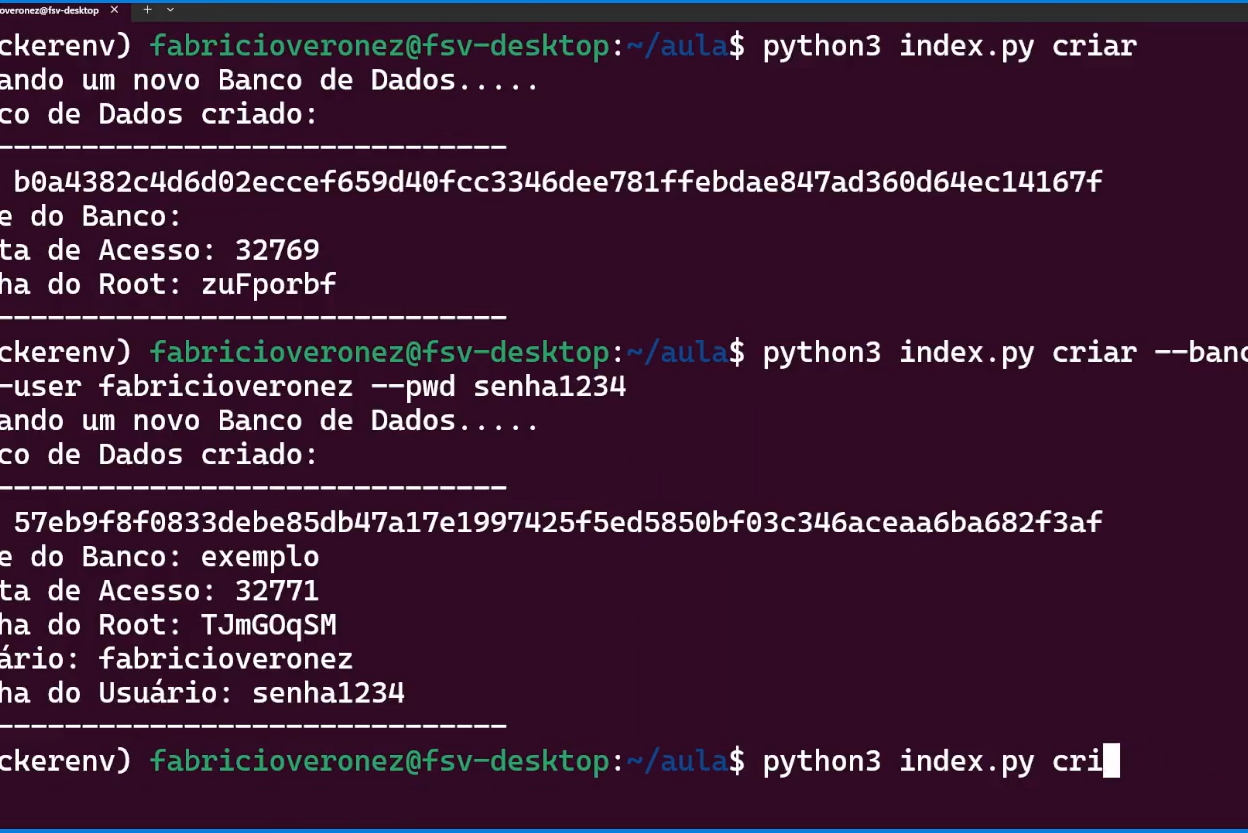 overonez@fsv-desktop × + ⌄
ckerenv) fabricioveronez@fsv-desktop:~/aula$ python3 index.py criar
ando um novo Banco de Dados.....
co de Dados criado:
------------------------------
b0a4382c4d6d02eccef659d40fcc3346dee781ffebdae847ad360d64ec14167f
e do Banco:
ta de Acesso: 32769
ha do Root: zuFporbf
------------------------------
ckerenv) fabricioveronez@fsv-desktop:~/aula$ python3 index.py criar --banc
-user fabricioveronez --pwd senha1234
ando um novo Banco de Dados.....
co de Dados criado:
------------------------------
57eb9f8f0833debe85db47a17e1997425f5ed5850bf03c346aceaa6ba682f3af
e do Banco: exemplo
ta de Acesso: 32771
ha do Root: TJmGOqSM
ário: fabricioveronez
ha do Usuário: senha1234
------------------------------
ckerenv) fabricioveronez@fsv-desktop:~/aula$ python3 index.py cri